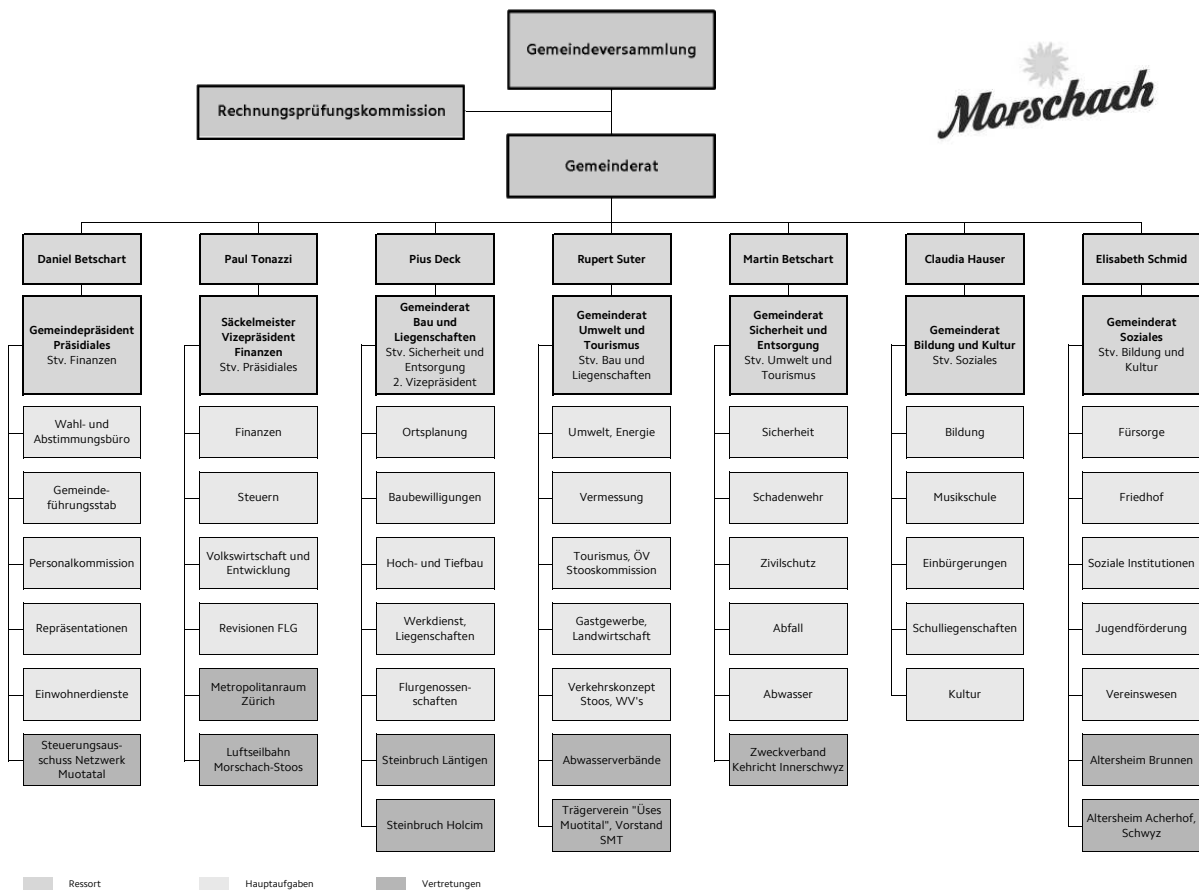 Gemeindeversammlung
Morschach
Rechnungsprüfungskommission
Gemeinderat
Daniel Betschart
Gemeindepräsident
Präsidiales
Stv. Finanzen
Wahl- und
Abstimmungsbüro
Gemeinde-
führungsstab
Personalkommission
Repräsentationen
Einwohnerdienste
Steuerungsaus-
schuss Netzwerk
Muotatal
Paul Tonazzi
Säckelmeister
Vizepräsident
Finanzen
Stv. Präsidiales
Finanzen
Steuern
Volkswirtschaft und
Entwicklung
Revisionen FLG
Metropolitanraum
Zürich
Luftseilbahn
Morschach-Stoos
Pius Deck
Gemeinderat
Bau und
Liegenschaften
Stv. Sicherheit und
Entsorgung
2. Vizepräsident
Ortsplanung
Baubewilligungen
Hoch- und Tiefbau
Werkdienst,
Liegenschaften
Flurgenossen-
schaften
Steinbruch Läntigen
Steinbruch Holcim
Rupert Suter
Gemeinderat
Umwelt und
Tourismus
Stv. Bau und
Liegenschaften
Umwelt, Energie
Vermessung
Tourismus, ÖV
Stooskommission
Gastgewerbe,
Landwirtschaft
Verkehrskonzept
Stoos, WV's
Abwasserverbände
Trägerverein "Üses
Muotital", Vorstand
SMT
Martin Betschart
Gemeinderat
Sicherheit und
Entsorgung
Stv. Umwelt und
Tourismus
Sicherheit
Schadenwehr
Zivilschutz
Abfall
Abwasser
Zweckverband
Kehricht Innerschwyz
Claudia Hauser
Gemeinderat
Bildung und Kultur
Stv. Soziales
Bildung
Musikschule
Einbürgerungen
Schulliegenschaften
Kultur
Elisabeth Schmid
Gemeinderat
Soziales
Stv. Bildung und
Kultur
Fürsorge
Friedhof
Soziale Institutionen
Jugendförderung
Vereinswesen
Altersheim Brunnen
Altersheim Acherhof,
Schwyz
Ressort
Hauptaufgaben
Vertretungen